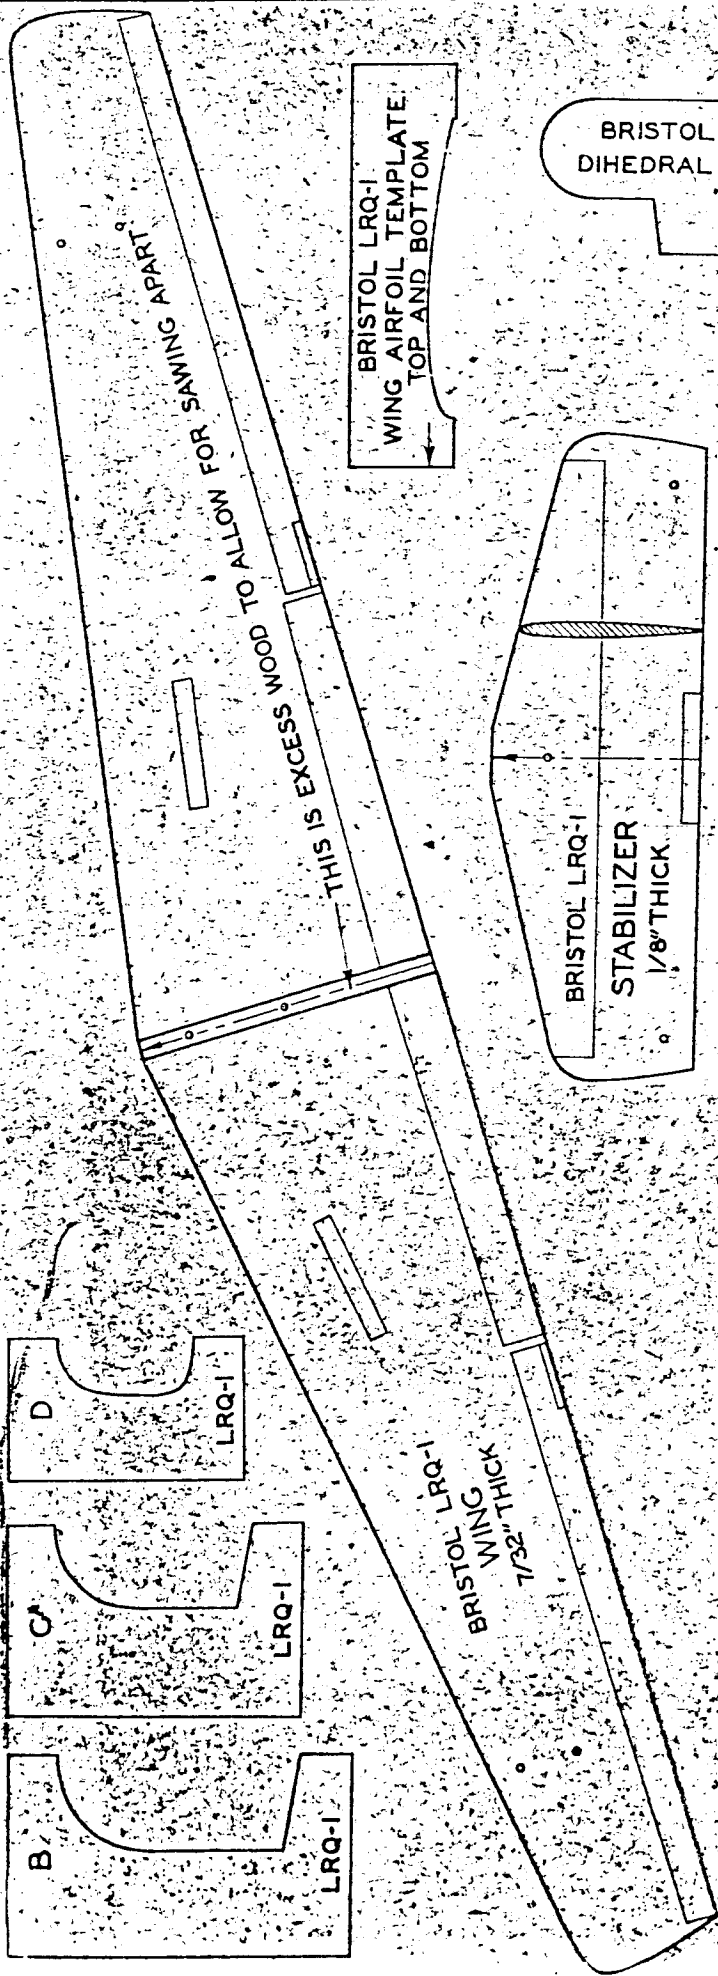 BRISTOL LRQ-1
WING AIRFOIL TEMPLATE
TOP AND BOTTOM
BRISTOL
DIHEDRAL
THIS IS EXCESS WOOD TO ALLOW FOR SAWING APART
BRISTOL LRQ-1
STABILIZER
1/8" THICK
D
LRQ-1
C
LRQ-1
B
LRQ-1
BRISTOL LRQ-1
WING
7/32" THICK